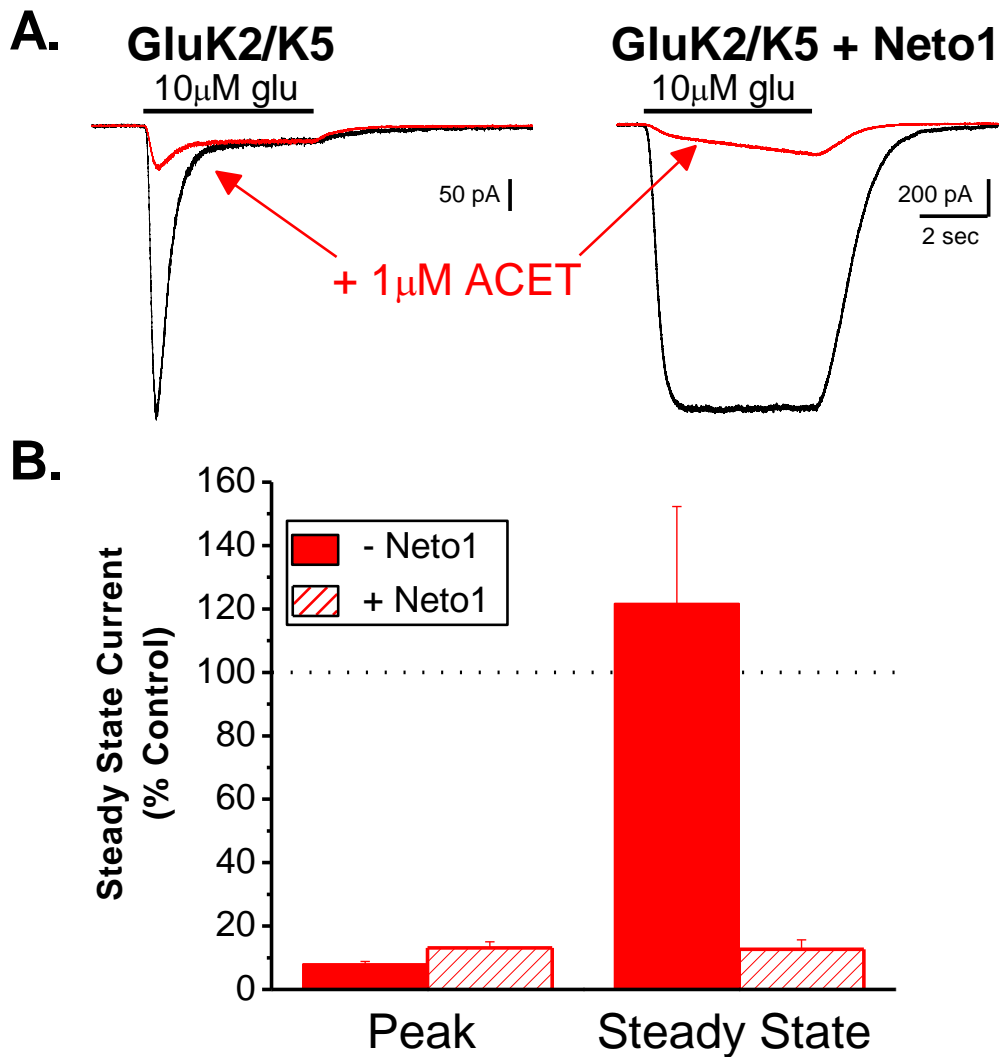 A.
GluK2/K5
10μM glu
50 pA
GluK2/K5 + Neto1
10μM glu
200 pA
2 sec
+ 1μM ACET
B.
Steady State Current
(% Control)
160
140
120
100
80
60
40
20
0
- Neto1
+ Neto1
Peak
Steady State